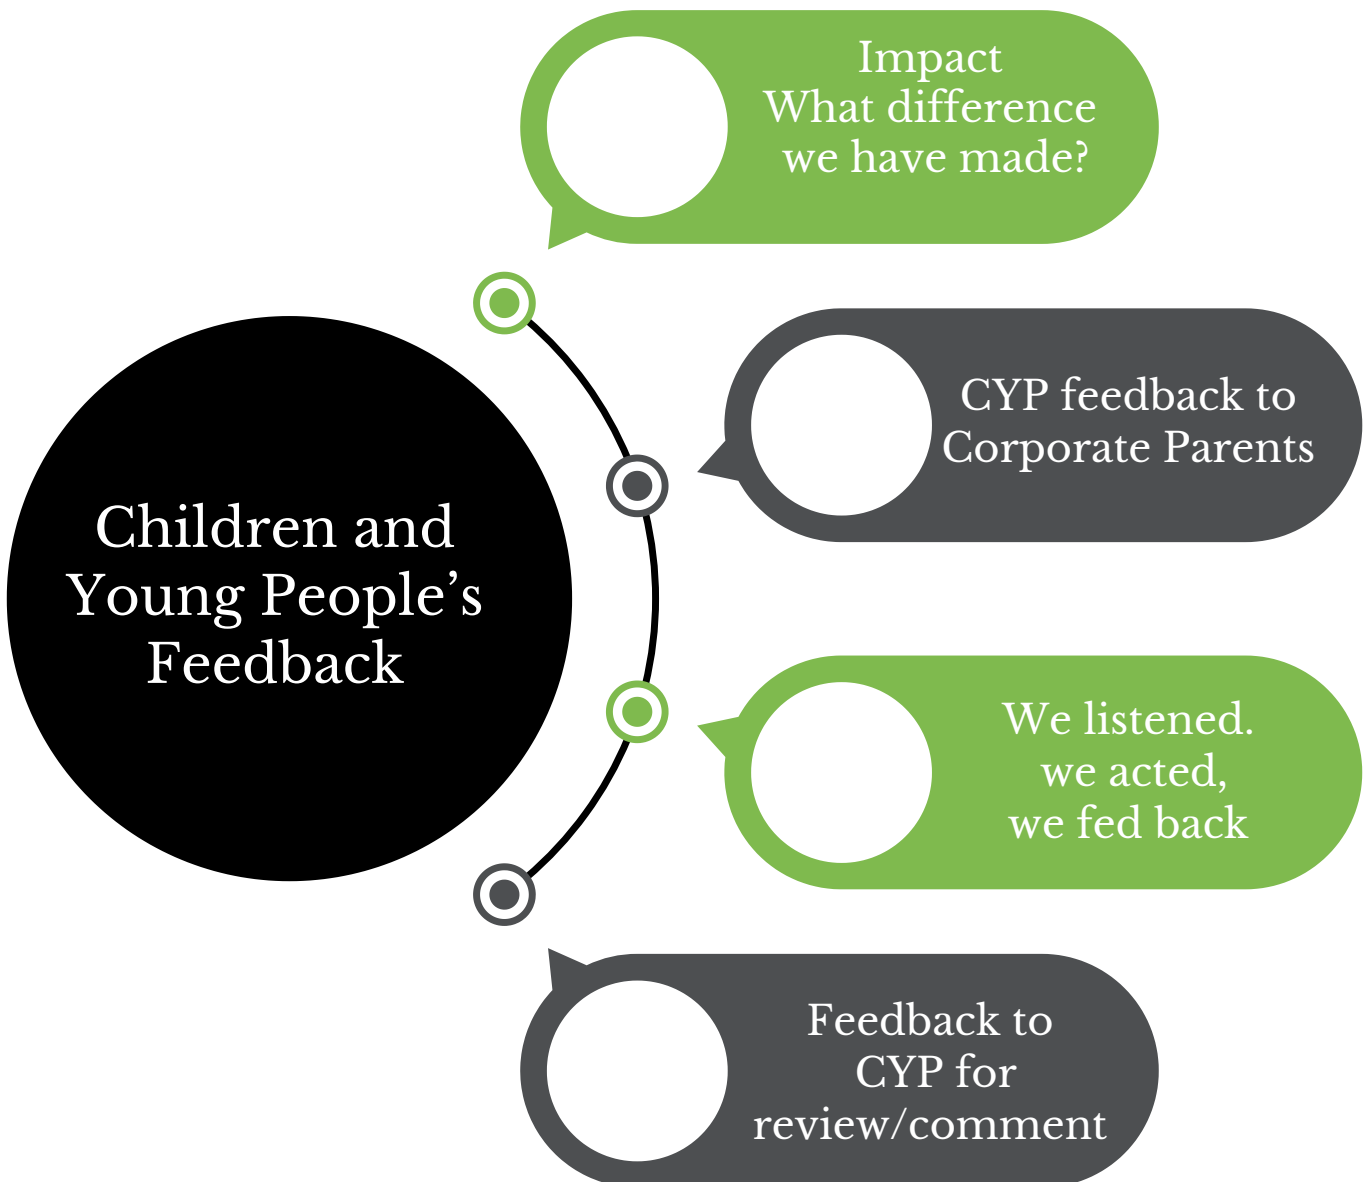 Impact
What difference
we have made?
CYP feedback to
Corporate Parents
Children and
Young People’s
Feedback
We listened.
we acted,
we fed back
Feedback to
CYP for
review/comment